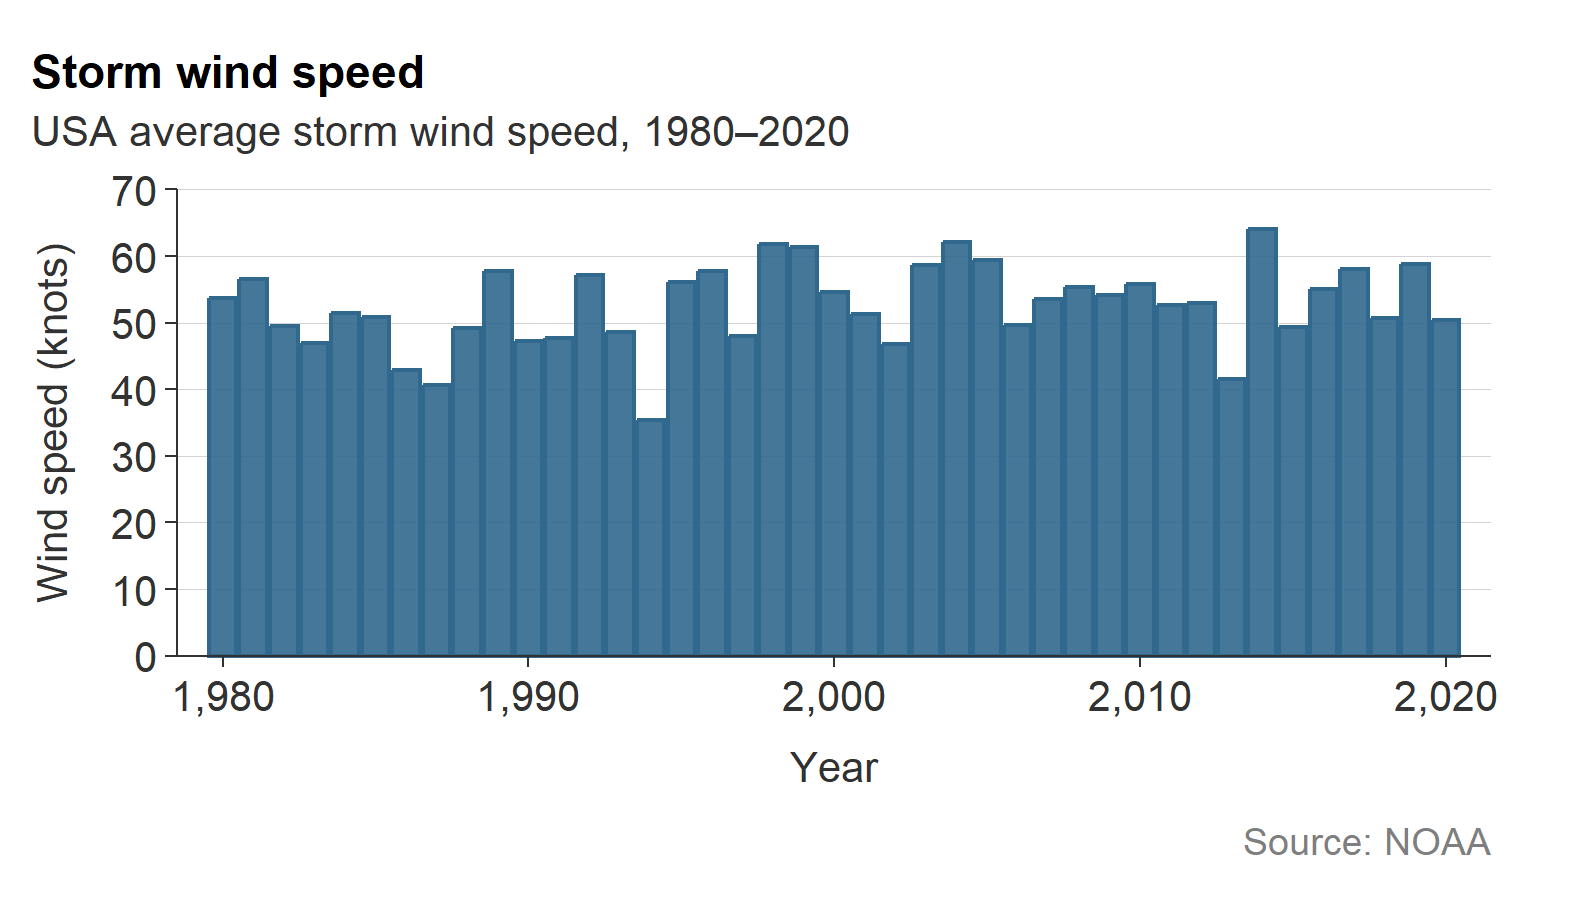 Storm wind speed
USA average storm wind speed, 1980–2020
70
60
50
40
30
20
10
0
Wind speed (knots)
1,980 1,990 2,000 2,010 2,020
Year
Source: NOAA